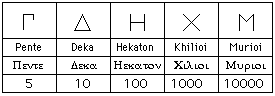 Γ Δ Η Χ Μ
Pente Deka Hekaton Khilioi Murioi
Πεντε Δεκα Ηεκατον Χιλιοι Μυριοι
5 10 100 1000 10000